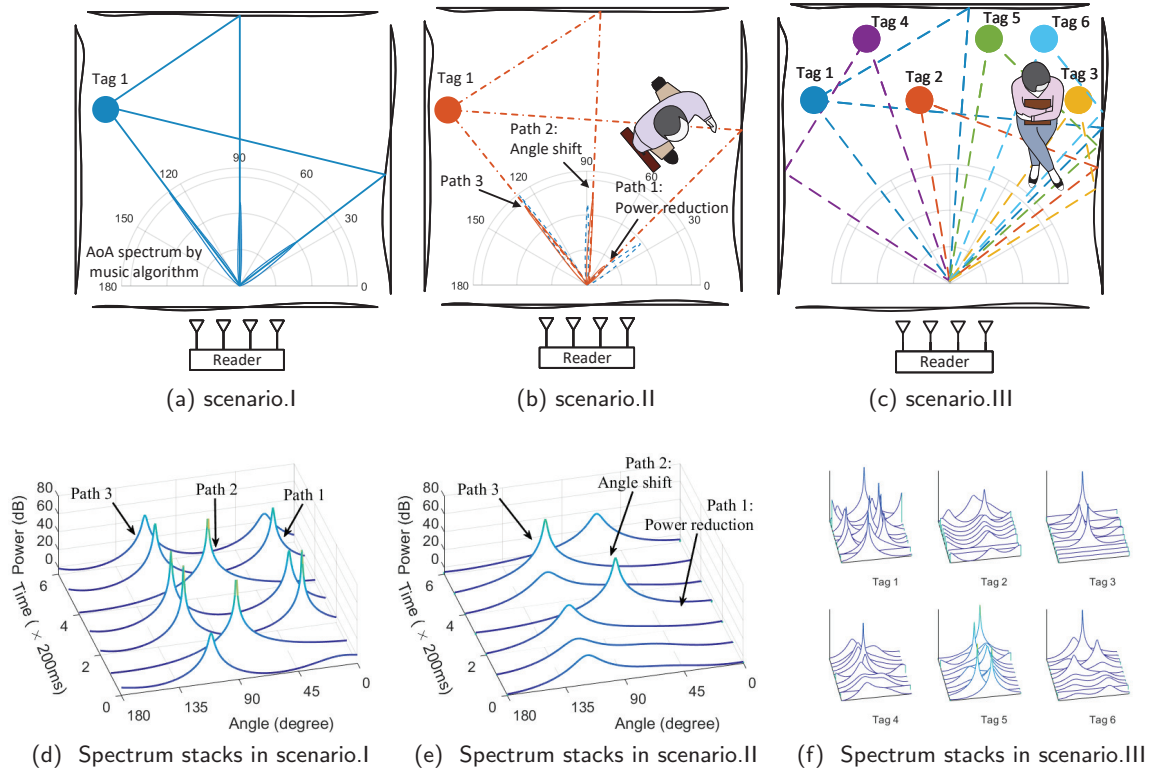 Tag 1
90
120
60
150
30
AoA spectrum by
music algorithm
180
0
Reader
(a) scenario.I
Tag 1
Path 2:
Angle shift
90
120
60
Path 3
Path 1:
Power reduction
150
30
180
0
Reader
(b) scenario.II
Tag 4
Tag 5
Tag 6
Tag 1
Tag 2
Tag 3
Reader
(c) scenario.III
Path 3
Path 2
Path 1
80
60
40
20
0
Power (dB)
6
4
2
0
Time ( × 200ms)
180
135
90
45
0
Angle (degree)
(d) Spectrum stacks in scenario.I
Path 3
Path 2:
Angle shift
Path 1:
Power reduction
80
60
40
20
0
Power (dB)
6
4
2
0
Time ( × 200ms)
180
135
90
45
0
Angle (degree)
(e) Spectrum stacks in scenario.II
Tag 1
Tag 2
Tag 3
Tag 4
Tag 5
Tag 6
(f) Spectrum stacks in scenario.III